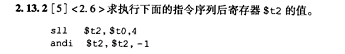 2.13.2 [5] <2.6> 求执行下面的指令序列后寄存器 $t2 的值。
sll $t2,$t0,4
andi $t2,$t2,-1